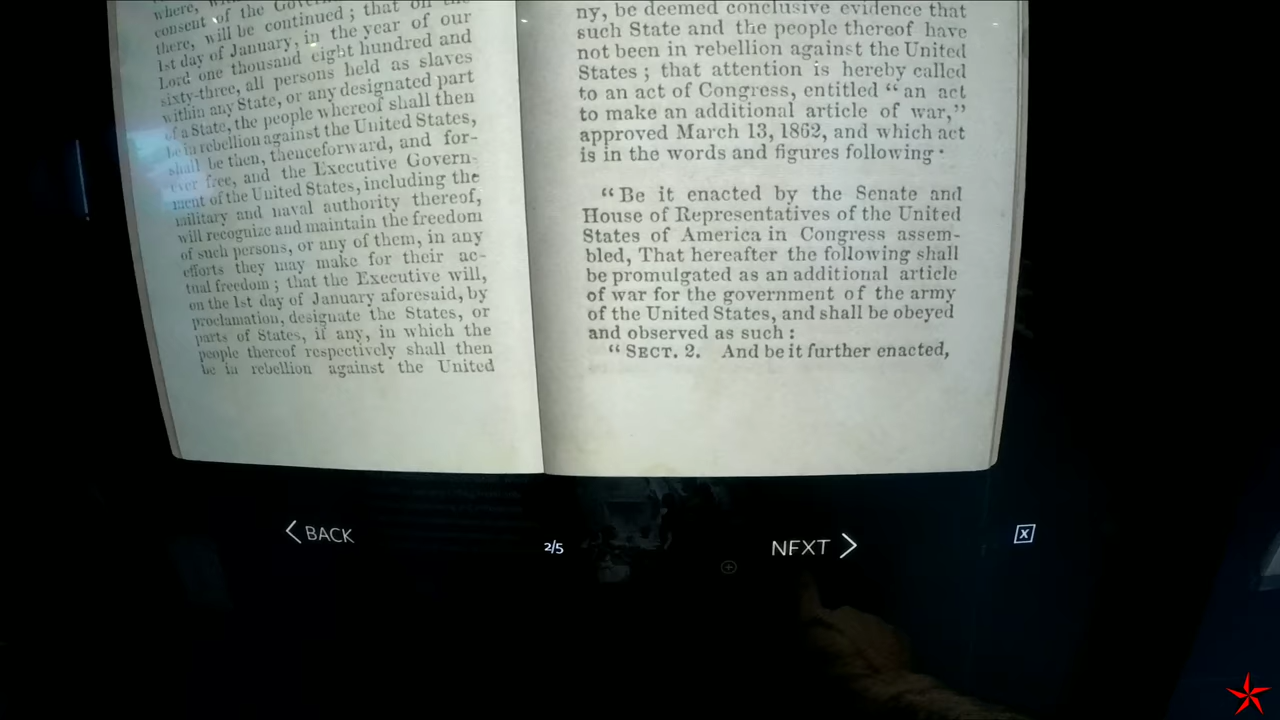 where,
consent of the
there, will be continued ; that on the
1st day of January, in the year of our
Lord one thousand eight hundred and
sixty-three, all persons held as slaves
within any State, or any designated part
of a State, the people whereof shall then
be in rebellion against the United States,
shall be then, thenceforward, and for-
ever free, and the Executive Govern-
ment of the United States, including the
military and naval authority thereof,
will recognize and maintain the freedom
of such persons, or any of them, in any
efforts they may make for their ac-
tual freedom ; that the Executive will,
on the 1st day of January aforesaid, by
proclamation, designate the States, or
parts of States, if any, in which the
people thereof respectively shall then
be in rebellion against the United
ny, be deemed conclusive evidence that
such State and the people thereof have
not been in rebellion against the United
States ; that attention is hereby called
to an act of Congress, entitled “ an act
to make an additional article of war,”
approved March 13, 1862, and which act
is in the words and figures following ·
“ Be it enacted by the Senate and
House of Representatives of the United
States of America in Congress assem-
bled, That hereafter the following shall
be promulgated as an additional article
of war for the government of the army
of the United States, and shall be obeyed
and observed as such :
“ SECT. 2. And be it further enacted,
BACK
2/5
NEXT
X